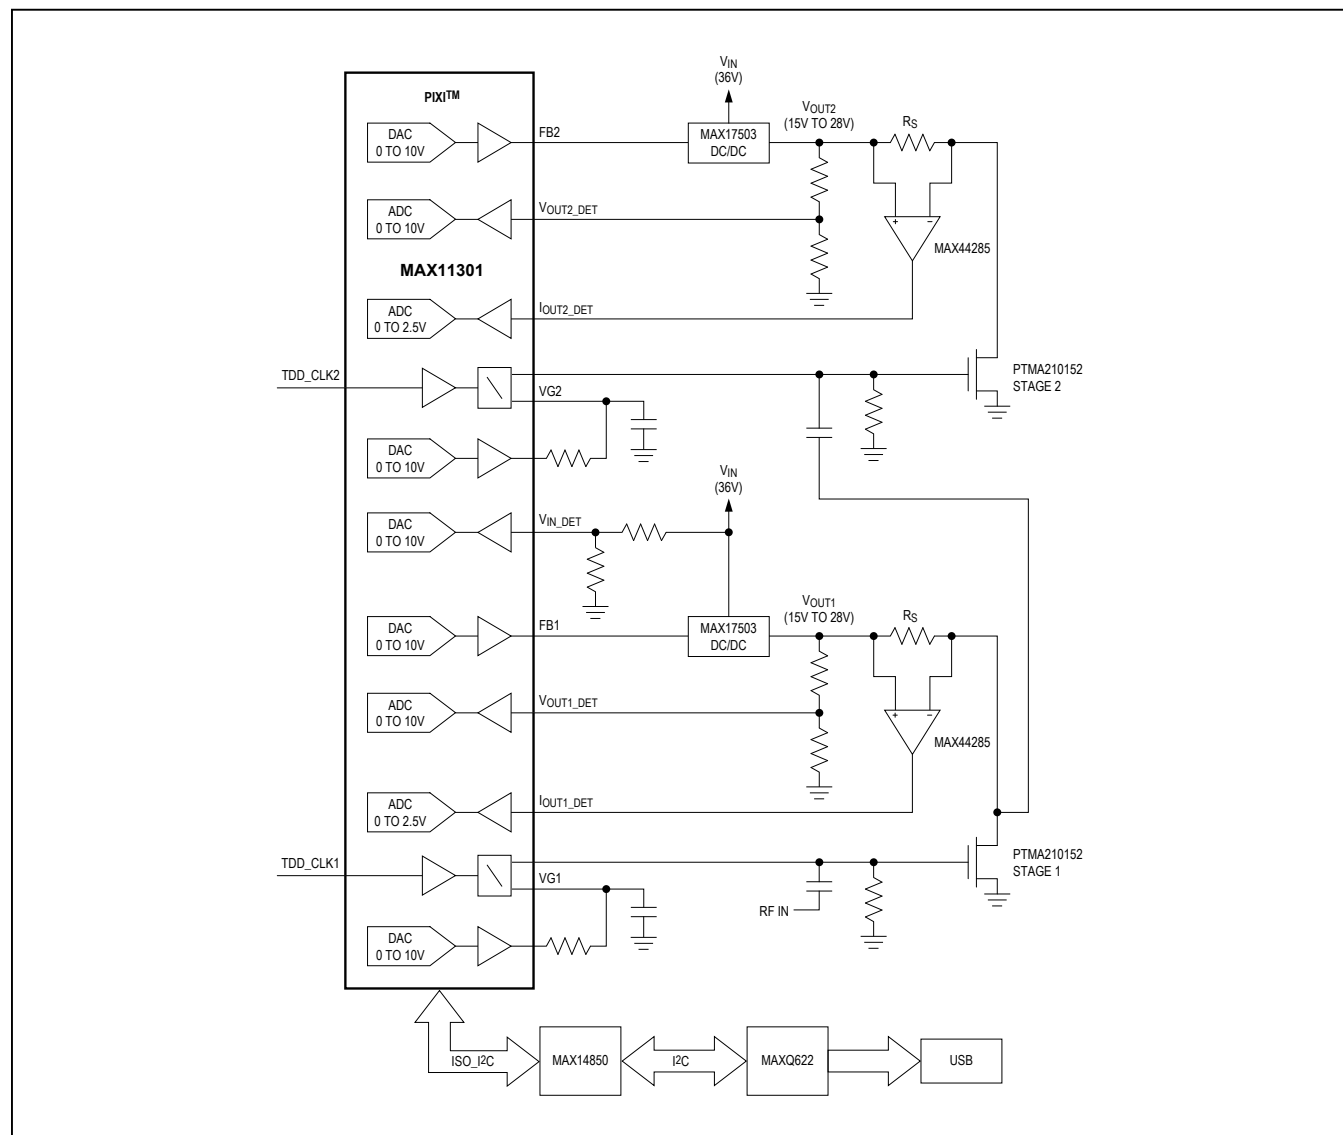 PIXI™
MAX11301
DAC
0 TO 10V
FB2
VIN
(36V)
MAX17503
DC/DC
VOUT2
(15V TO 28V)
RS
ADC
0 TO 10V
VOUT2_DET
+
−
MAX44285
ADC
0 TO 2.5V
IOUT2_DET
TDD_CLK2
VG2
PTMA210152
STAGE 2
DAC
0 TO 10V
VIN
(36V)
DAC
0 TO 10V
VIN_DET
DAC
0 TO 10V
FB1
MAX17503
DC/DC
VOUT1
(15V TO 28V)
RS
ADC
0 TO 10V
VOUT1_DET
+
−
MAX44285
ADC
0 TO 2.5V
IOUT1_DET
TDD_CLK1
VG1
RF IN
PTMA210152
STAGE 1
DAC
0 TO 10V
ISO_I²C
MAX14850
I²C
MAXQ622
USB